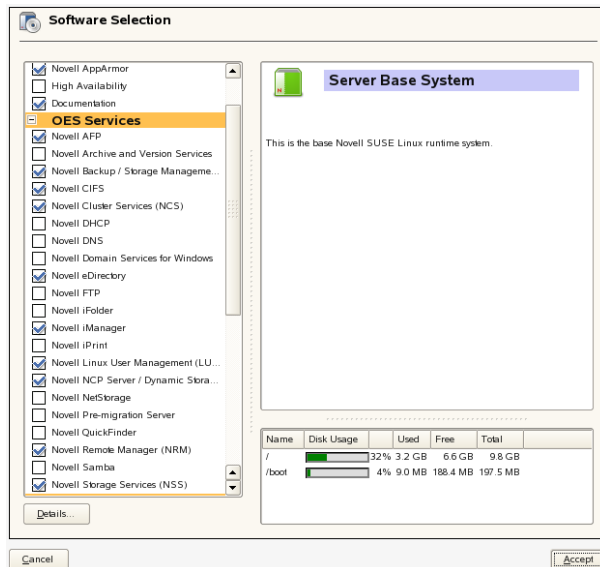 Software Selection
Novell AppArmor
High Availability
Documentation
OES Services
Novell AFP
Novell Archive and Version Services
Novell Backup / Storage Manageme...
Novell CIFS
Novell Cluster Services (NCS)
Novell DHCP
Novell DNS
Novell Domain Services for Windows
Novell eDirectory
Novell FTP
Novell iFolder
Novell iManager
Novell iPrint
Novell Linux User Management (LU...
Novell NCP Server / Dynamic Stora...
Novell NetStorage
Novell Pre-migration Server
Novell QuickFinder
Novell Remote Manager (NRM)
Novell Samba
Novell Storage Services (NSS)
Details...
N
Server Base System
This is the base Novell SUSE Linux runtime system.
Name Disk Usage Used Free Total
/ 32% 3.2 GB 6.6 GB 9.8 GB
/boot 4% 9.0 MB 188.4 MB 197.5 MB
Cancel
Accept